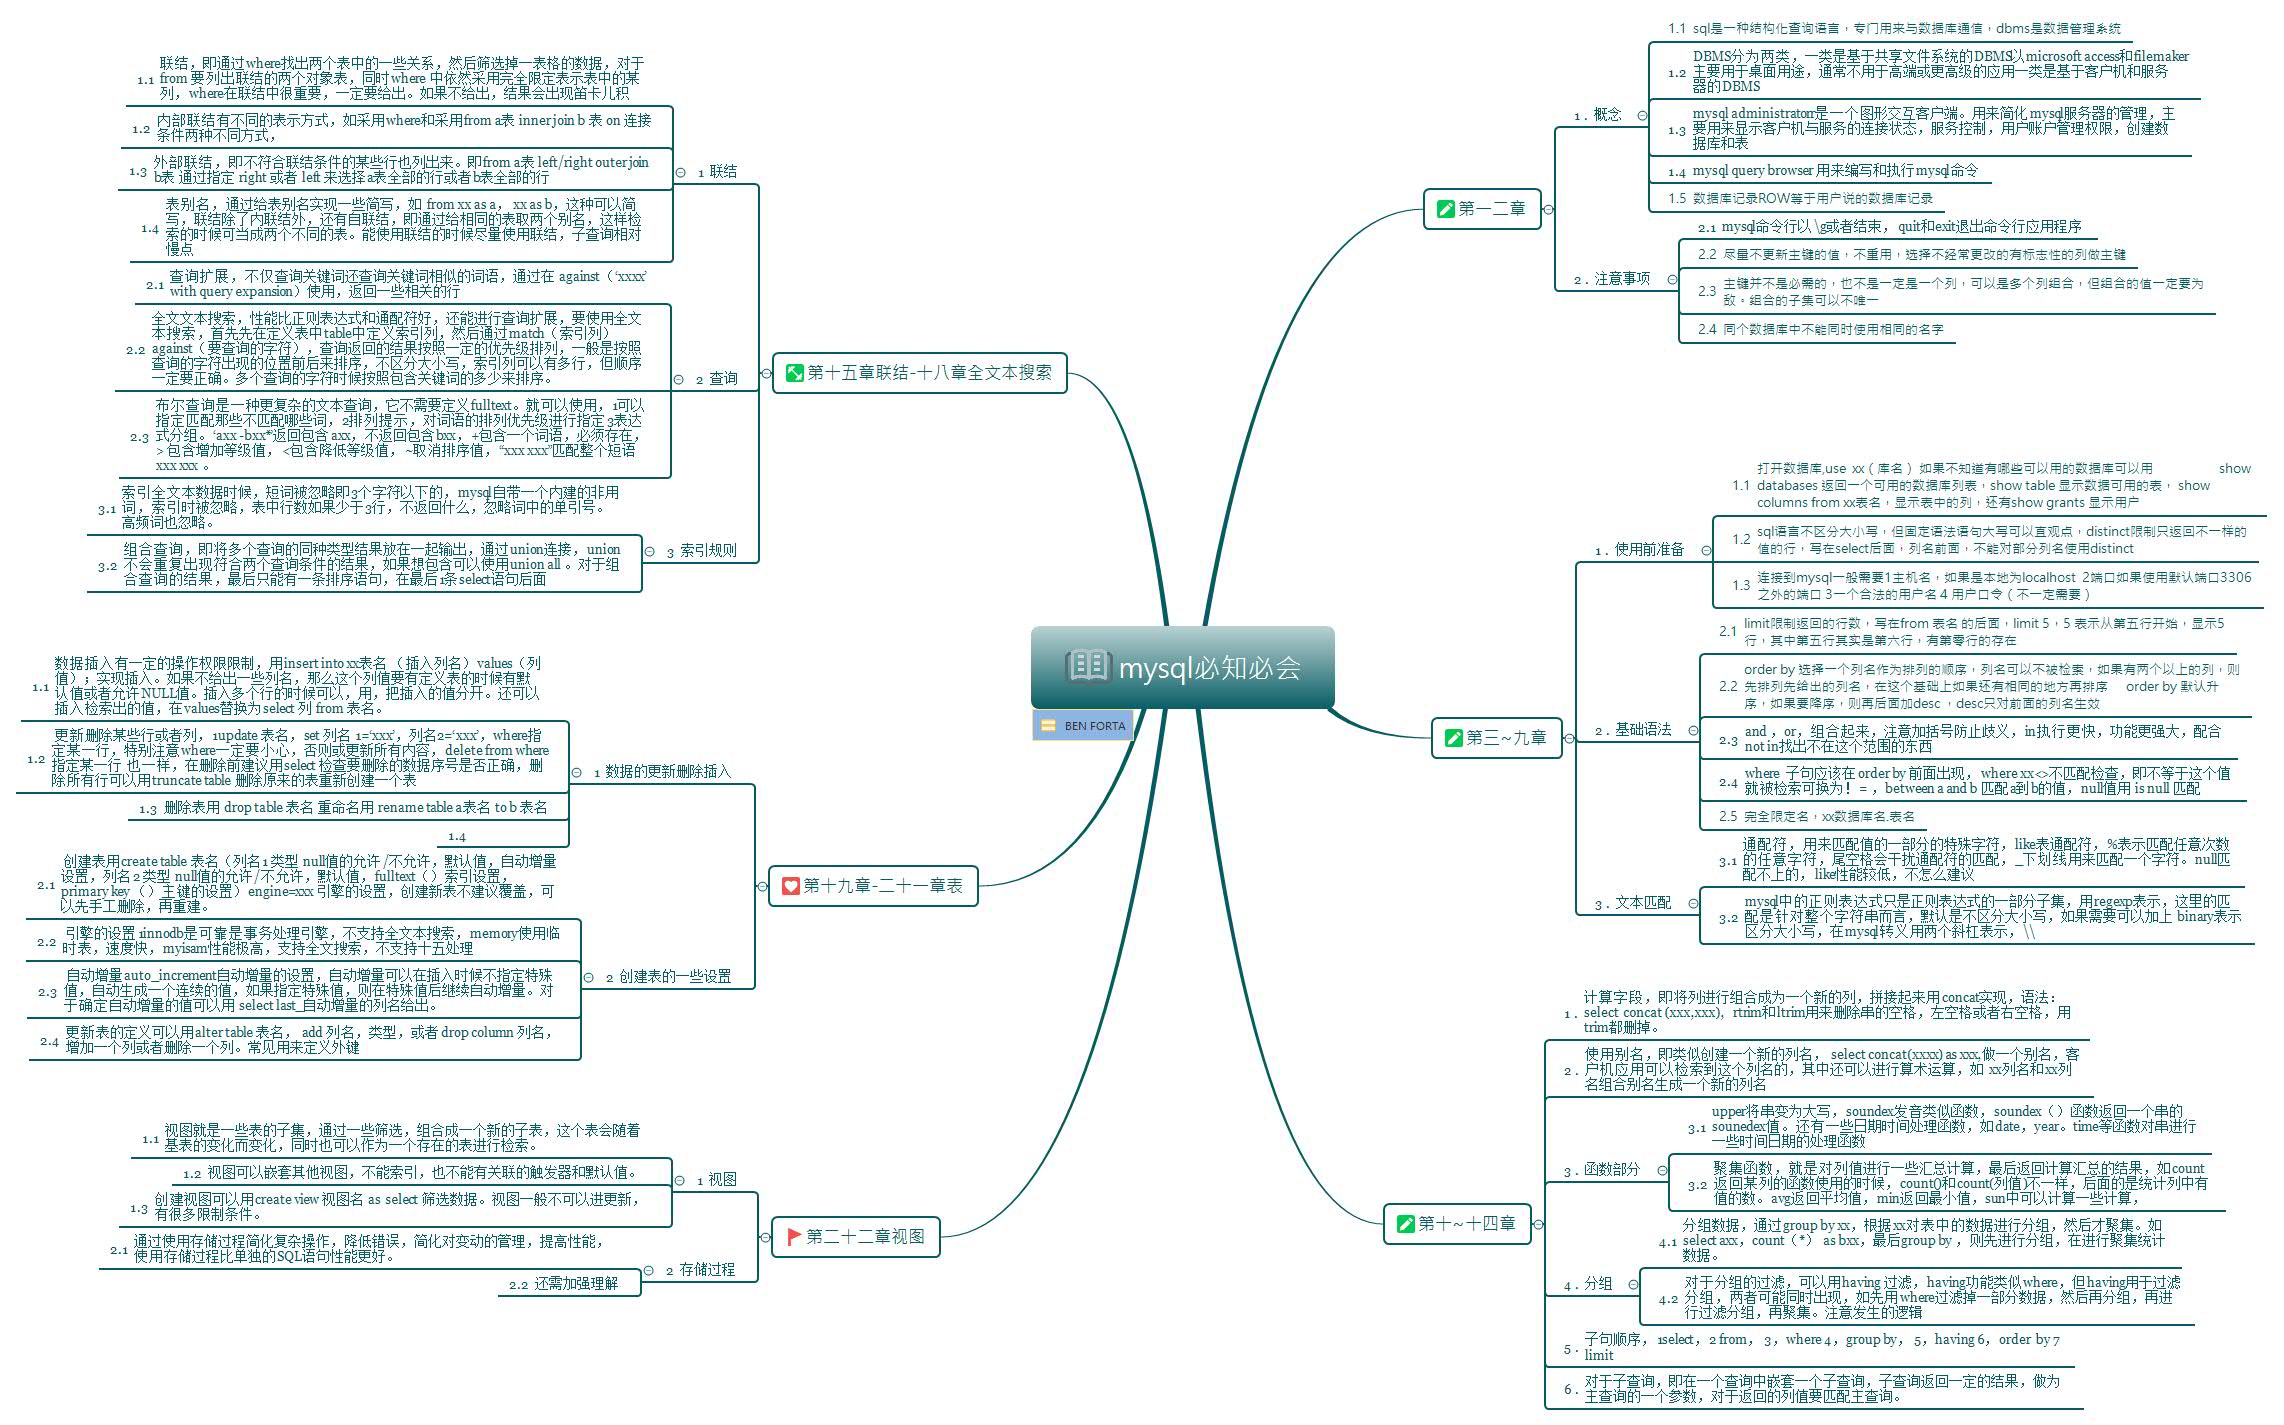 mysql必知必会
BEN FORTA
第一二章
1 . 概念
1.1 sql是一种结构化查询语言，专门用来与数据库通信，dbms是数据管理系统
1.2 DBMS分为两类，一类是基于共享文件系统的DBMS以microsoft access和filemaker
主要用于桌面用途，通常不用于高端或更高级的应用一类是基于客户机和服务
器的DBMS
1.3 mysql administratorn是一个图形交互客户端。用来简化 mysql服务器的管理，主
要用来显示客户机与服务的连接状态，服务控制，用户账户管理权限，创建数
据库和表
1.4 mysql query browser 用来编写和执行mysql命令
1.5 数据库记录ROW等于用户说的数据库记录
2 . 注意事项
2.1 mysql命令行以 \g或者结束， quit和exit退出命令行应用程序
2.2 尽量不更新主键的值，不重用，选择不经常更改的有标志性的列做主键
2.3 主键并不是必需的，也不是一定是一个列，可以是多个列组合，但组合的值一定要为
敌。组合的子集可以不唯一
2.4 同个数据库中不能同时使用相同的名字
第三~九章
1 . 使用前准备
1.1 打开数据库,use xx（库名） 如果不知道有哪些可以用的数据库可以用 show
databases 返回一个可用的数据库列表，show table 显示数据可用的表， show
columns from xx表名，显示表中的列，还有show grants 显示用户
1.2 sql语言不区分大小写，但固定语法语句大写可以直观点，distinct限制只返回不一样的
值的行，写在select后面，列名前面，不能对部分列名使用distinct
1.3 连接到mysql一般需要1主机名，如果是本地为localhost 2端口如果使用默认端口3306
之外的端口 3一个合法的用户名 4 用户口令（不一定需要）
2 . 基础语法
2.1 limit限制返回的行数，写在from 表名 的后面，limit 5，5 表示从第五行开始，显示5
行，其中第五行其实是第六行，有第零行的存在
2.2 order by 选择一个列名作为排列的顺序，列名可以不被检索，如果有两个以上的列，则
先排列先给出的列名，在这个基础上如果还有相同的地方再排序 order by 默认升
序，如果要降序，则再后面加desc ，desc只对前面的列名生效
2.3 and ，or，组合起来，注意加括号防止歧义，in执行更快，功能更强大，配合
not in找出不在这个范围的东西
2.4 where 子句应该在 order by 前面出现， where xx<>不匹配检查，即不等于这个值
就被检索可换为！= ，between a and b 匹配a到 b的值，null值用 is null 匹配
2.5 完全限定名，xx数据库名.表名
3 . 文本匹配
3.1 通配符，用来匹配值的一部分的特殊字符，like表通配符，%表示匹配任意次数
的任意字符，尾空格会干扰通配符的匹配，_下划线用来匹配一个字符。null匹
配不上的，like性能较低，不怎么建议
3.2 mysql中的正则表达式只是正则表达式的一部分子集，用regexp表示，这里的匹
配是针对整个字符串而言，默认是不区分大小写，如果需要可以加上 binary表示
区分大小写，在mysql转义用两个斜杠表示，\\
第十~十四章
1 . 计算字段，即将列进行组合成为一个新的列，拼接起来用concat实现，语法：
select concat (xxx,xxx)，rtrim和ltrim用来删除串的空格，左空格或者右空格，用
trim都删掉。
2 . 使用别名，即类似创建一个新的列名， select concat(xxxx) as xxx,做一个别名，客
户机应用可以检索到这个列名的，其中还可以进行算术运算，如 xx列名和xx列
名组合别名生成一个新的列名
3 . 函数部分
3.1 upper将串变为大写，soundex发音类似函数，soundex（）函数返回一个串的
sounedex值。还有一些日期时间处理函数，如date，year。time等函数对串进行
一些时间日期的处理函数
3.2 聚集函数，就是对列值进行一些汇总计算，最后返回计算汇总的结果，如count
返回某列的函数使用的时候，count()和count(列值)不一样，后面的是统计列中有
值的数。avg返回平均值，min返回最小值，sun中可以计算一些计算，
4 . 分组
4.1 分组数据，通过group by xx，根据xx对表中的数据进行分组，然后才聚集。如
select axx，count（*） as bxx，最后group by ，则先进行分组，在进行聚集统计
数据。
4.2 对于分组的过滤，可以用having 过滤，having功能类似where，但having用于过滤
分组，两者可能同时出现，如先用where过滤掉一部分数据，然后再分组，再进
行过滤分组，再聚集。注意发生的逻辑
5 . 子句顺序， 1select，2 from， 3，where 4，group by， 5，having 6，order by 7
limit
6 . 对于子查询，即在一个查询中嵌套一个子查询，子查询返回一定的结果，做为
主查询的一个参数，对于返回的列值要匹配主查询。
第十五章联结-十八章全文本搜索
1 联结
1.1 联结，即通过where找出两个表中的一些关系，然后筛选掉一表格的数据，对于
from 要列出联结的两个对象表，同时where 中依然采用完全限定表示表中的某
列，where在联结中很重要，一定要给出。如果不给出，结果会出现笛卡儿积
1.2 内部联结有不同的表示方式，如采用where和采用from a表 inner join b 表 on 连接
条件两种不同方式，
1.3 外部联结，即不符合联结条件的某些行也列出来。即from a表 left/right outer join
b表 通过指定 right 或者 left 来选择a表全部的行或者b表全部的行
1.4 表别名，通过给表别名实现一些简写，如 from xx as a， xx as b，这种可以简
写，联结除了内联结外，还有自联结，即通过给相同的表取两个别名，这样检
索的时候可当成两个不同的表。能使用联结的时候尽量使用联结，子查询相对
慢点
2 查询
2.1 查询扩展，不仅查询关键词还查询关键词相似的词语，通过在 against（‘xxxx’
with query expansion）使用，返回一些相关的行
2.2 全文文本搜索，性能比正则表达式和通配符好，还能进行查询扩展，要使用全文
本搜索，首先先在定义表中table中定义索引列，然后通过match（索引列）
against（要查询的字符），查询返回的结果按照一定的优先级排列，一般是按照
查询的字符出现的位置前后来排序，不区分大小写，索引列可以有多行，但顺序
一定要正确。多个查询的字符时候按照包含关键词的多少来排序。
2.3 布尔查询是一种更复杂的文本查询，它不需要定义fulltext。就可以使用，1可以
指定匹配那些不匹配哪些词，2排列提示，对词语的排列优先级进行指定 3表达
式分组。‘axx -bxx*’返回包含 axx，不返回包含bxx，+包含一个词语，必须存在，
> 包含增加等级值， <包含降低等级值， ~取消排序值，“xxx xxx”匹配整个短语
xxx xxx 。
3 索引规则
3.1 索引全文本数据时候，短词被忽略即3个字符以下的，mysql自带一个内建的非用
词，索引时被忽略，表中行数如果少于3行，不返回什么，忽略词中的单引号。
高频词也忽略。
3.2 组合查询，即将多个查询的同种类型结果放在一起输出，通过union连接，union
不会重复出现符合两个查询条件的结果，如果想包含可以使用union all 。对于组
合查询的结果，最后只能有一条排序语句，在最后1条select语句后面
第十九章-二十一章表
1 数据的更新删除插入
1.1 数据插入有一定的操作权限限制，用insert into xx表名 （插入列名）values（列
值）；实现插入。如果不给出一些列名，那么这个列值要有定义表的时候有默
认值或者允许NULL值。插入多个行的时候可以，用，把插入的值分开。还可以
插入检索出的值，在values替换为select 列 from 表名。
1.2 更新删除某些行或者列，1update 表名，set 列名 1=‘xxx’，列名2=‘xxx’，where指
定某一行，特别注意where一定要小心，否则或更新所有内容，delete from where
指定某一行 也一样，在删除前建议用select 检查要删除的数据序号是否正确，删
除所有行可以用truncate table 删除原来的表重新创建一个表
1.3 删除表用 drop table 表名 重命名用 rename table a表名 to b 表名
1.4
2 创建表的一些设置
2.1 创建表用create table 表名（列名1 类型 null值的允许 /不允许，默认值，自动增量
设置，列名 2 类型 null值的允许/不允许，默认值，fulltext（）索引设置，
primary key（）主键的设置）engine=xxx 引擎的设置，创建新表不建议覆盖，可
以先手工删除，再重建。
2.2 引擎的设置 1innodb是可靠是事务处理引擎，不支持全文本搜索，memory使用临
时表，速度快，myisam性能极高，支持全文搜索，不支持十五处理
2.3 自动增量auto_increment自动增量的设置，自动增量可以在插入时候不指定特殊
值，自动生成一个连续的值，如果指定特殊值，则在特殊值后继续自动增量。对
于确定自动增量的值可以用 select last_自动增量的列名给出。
2.4 更新表的定义可以用alter table 表名， add 列名，类型，或者 drop column 列名，
增加一个列或者删除一个列。常见用来定义外键
第二十二章视图
1 视图
1.1 视图就是一些表的子集，通过一些筛选，组合成一个新的子表，这个表会随着
基表的变化而变化，同时也可以作为一个存在的表进行检索。
1.2 视图可以嵌套其他视图，不能索引，也不能有关联的触发器和默认值。
1.3 创建视图可以用create view 视图名 as select 筛选数据。视图一般不可以进更新，
有很多限制条件。
2 存储过程
2.1 通过使用存储过程简化复杂操作，降低错误，简化对变动的管理，提高性能，
使用存储过程比单独的SQL语句性能更好。
2.2 还需加强理解